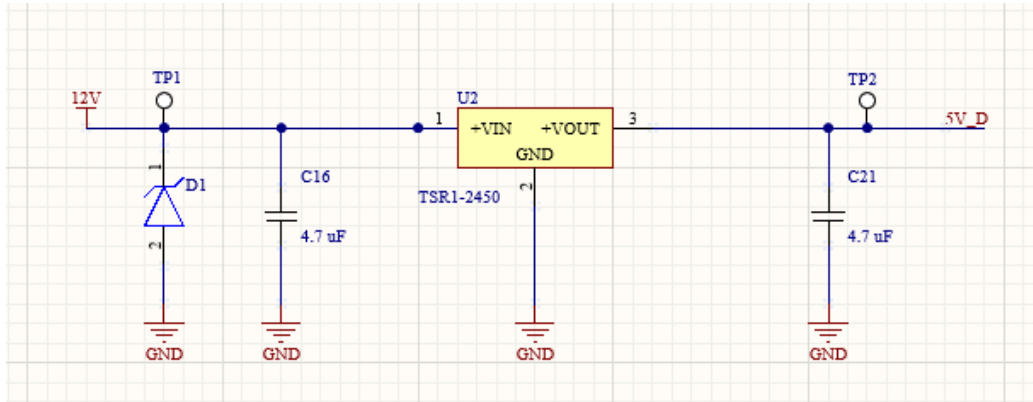 TP1
TP2
12V
U2
1
+VIN
+VOUT
3
5V_D
GND
1
D1
C16
2
TSR1-2450
C21
2
4.7 uF
4.7 uF
GND
GND
GND
GND